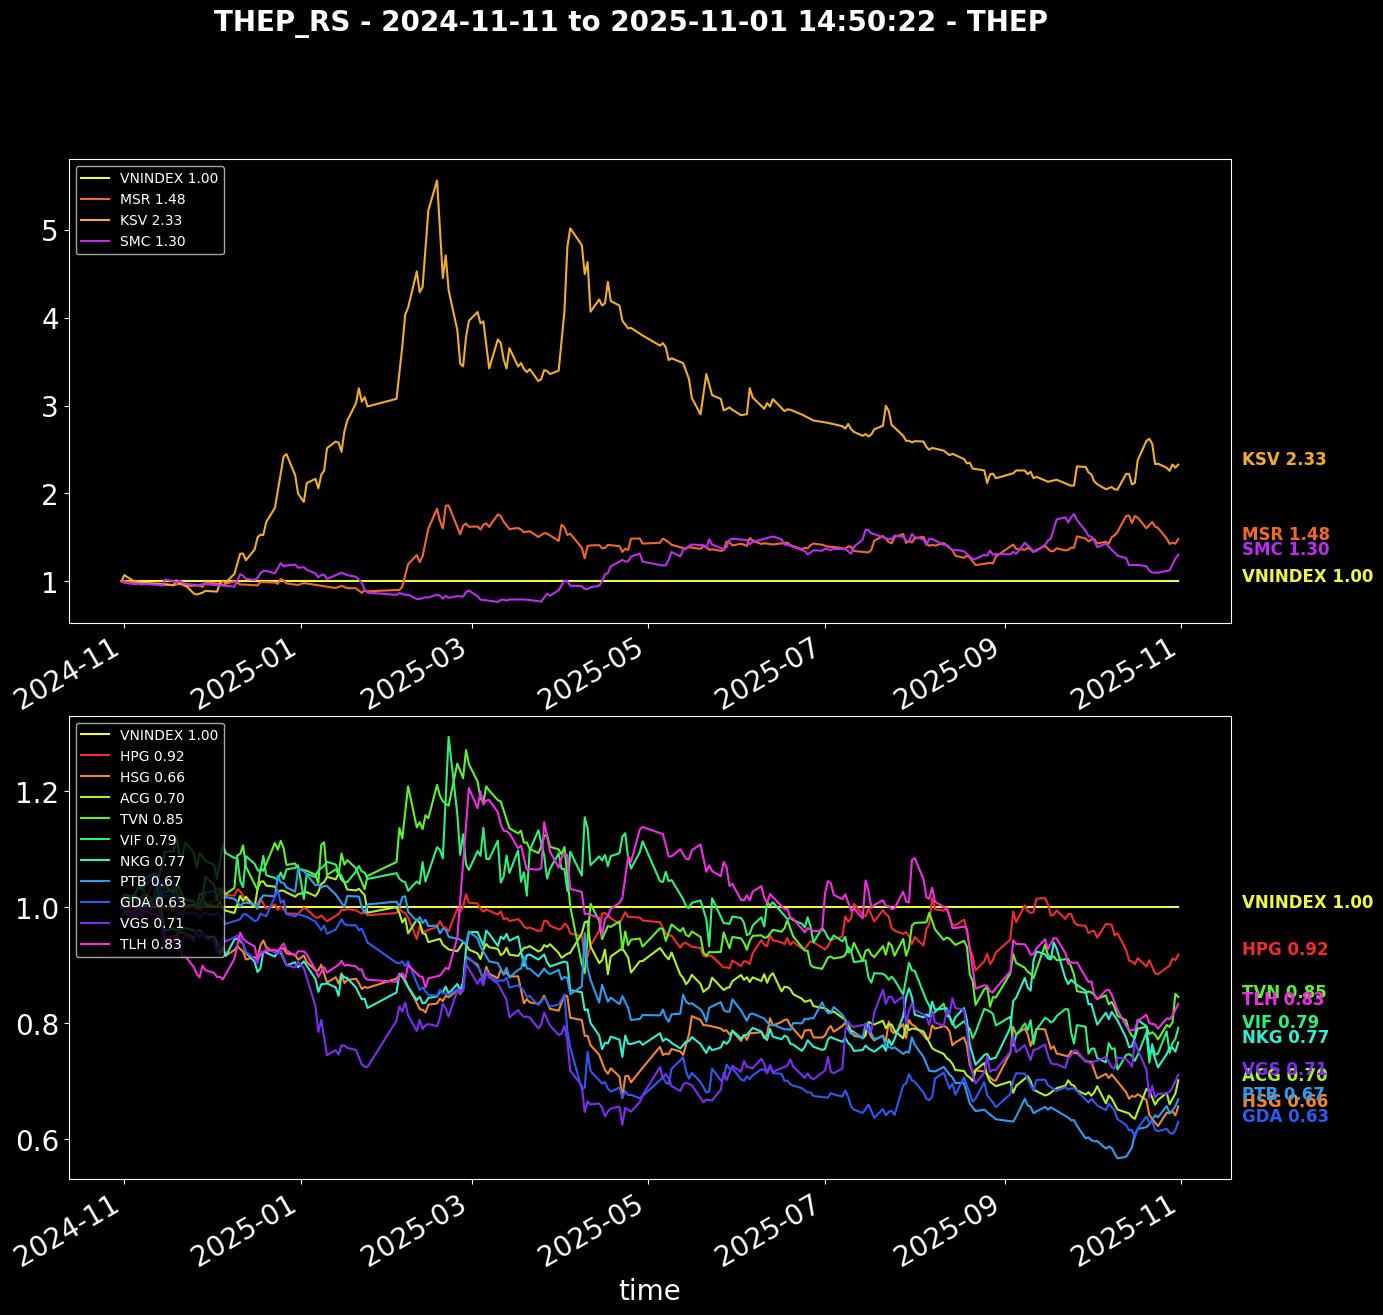 THEP_RS - 2024-11-11 to 2025-11-01 14:50:22 - THEP
VNINDEX 1.00
MSR 1.48
KSV 2.33
SMC 1.30
5
4
3
2
1
KSV 2.33
MSR 1.48
SMC 1.30
VNINDEX 1.00
2024-11
2025-01
2025-03
2025-05
2025-07
2025-09
2025-11
VNINDEX 1.00
HPG 0.92
HSG 0.66
ACG 0.70
TVN 0.85
VIF 0.79
NKG 0.77
PTB 0.67
GDA 0.63
VGS 0.71
TLH 0.83
1.2
1.0
0.8
0.6
VNINDEX 1.00
HPG 0.92
TVN 0.85
TLH 0.83
VIF 0.79
NKG 0.77
VGS 0.71
ACG 0.70
PTB 0.67
HSG 0.66
GDA 0.63
2024-11
2025-01
2025-03
2025-05
2025-07
2025-09
2025-11
time